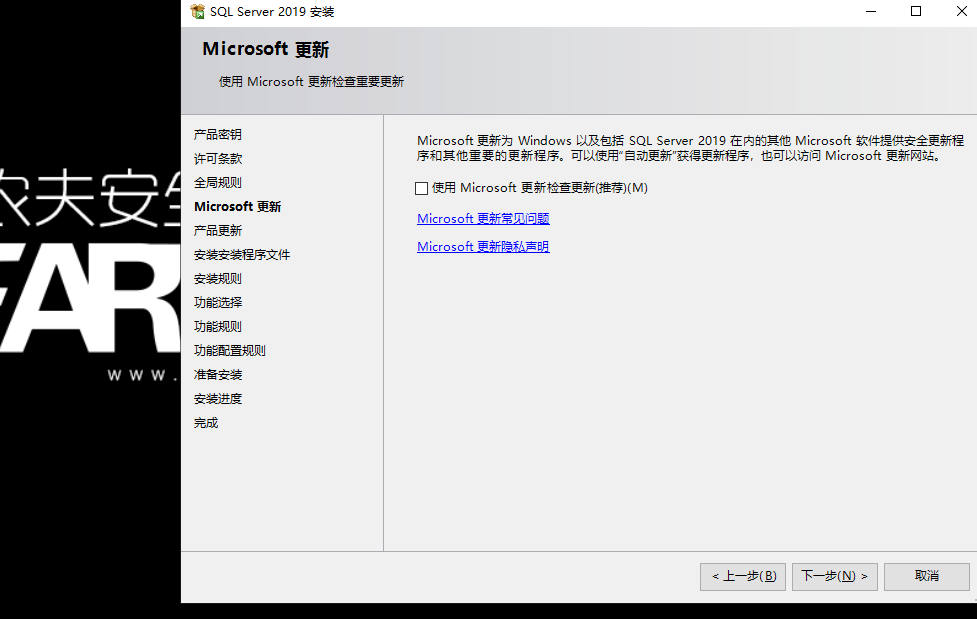 SQL Server 2019 安装
Microsoft 更新
使用 Microsoft 更新检查重要更新
产品密钥
许可条款
全局规则
Microsoft 更新
产品更新
安装安装程序文件
安装规则
功能选择
功能规则
功能配置规则
准备安装
安装进度
完成
Microsoft 更新为 Windows 以及包括 SQL Server 2019 在内的其他 Microsoft 软件提供安全更新程
序和其他重要的更新程序。可以使用“自动更新”获得更新程序，也可以访问 Microsoft 更新网站。
使用 Microsoft 更新检查更新(推荐)(M)
Microsoft 更新常见问题
Microsoft 更新隐私声明
< 上一步(B)
下一步(N) >
取消
农夫安全
FAR
www.